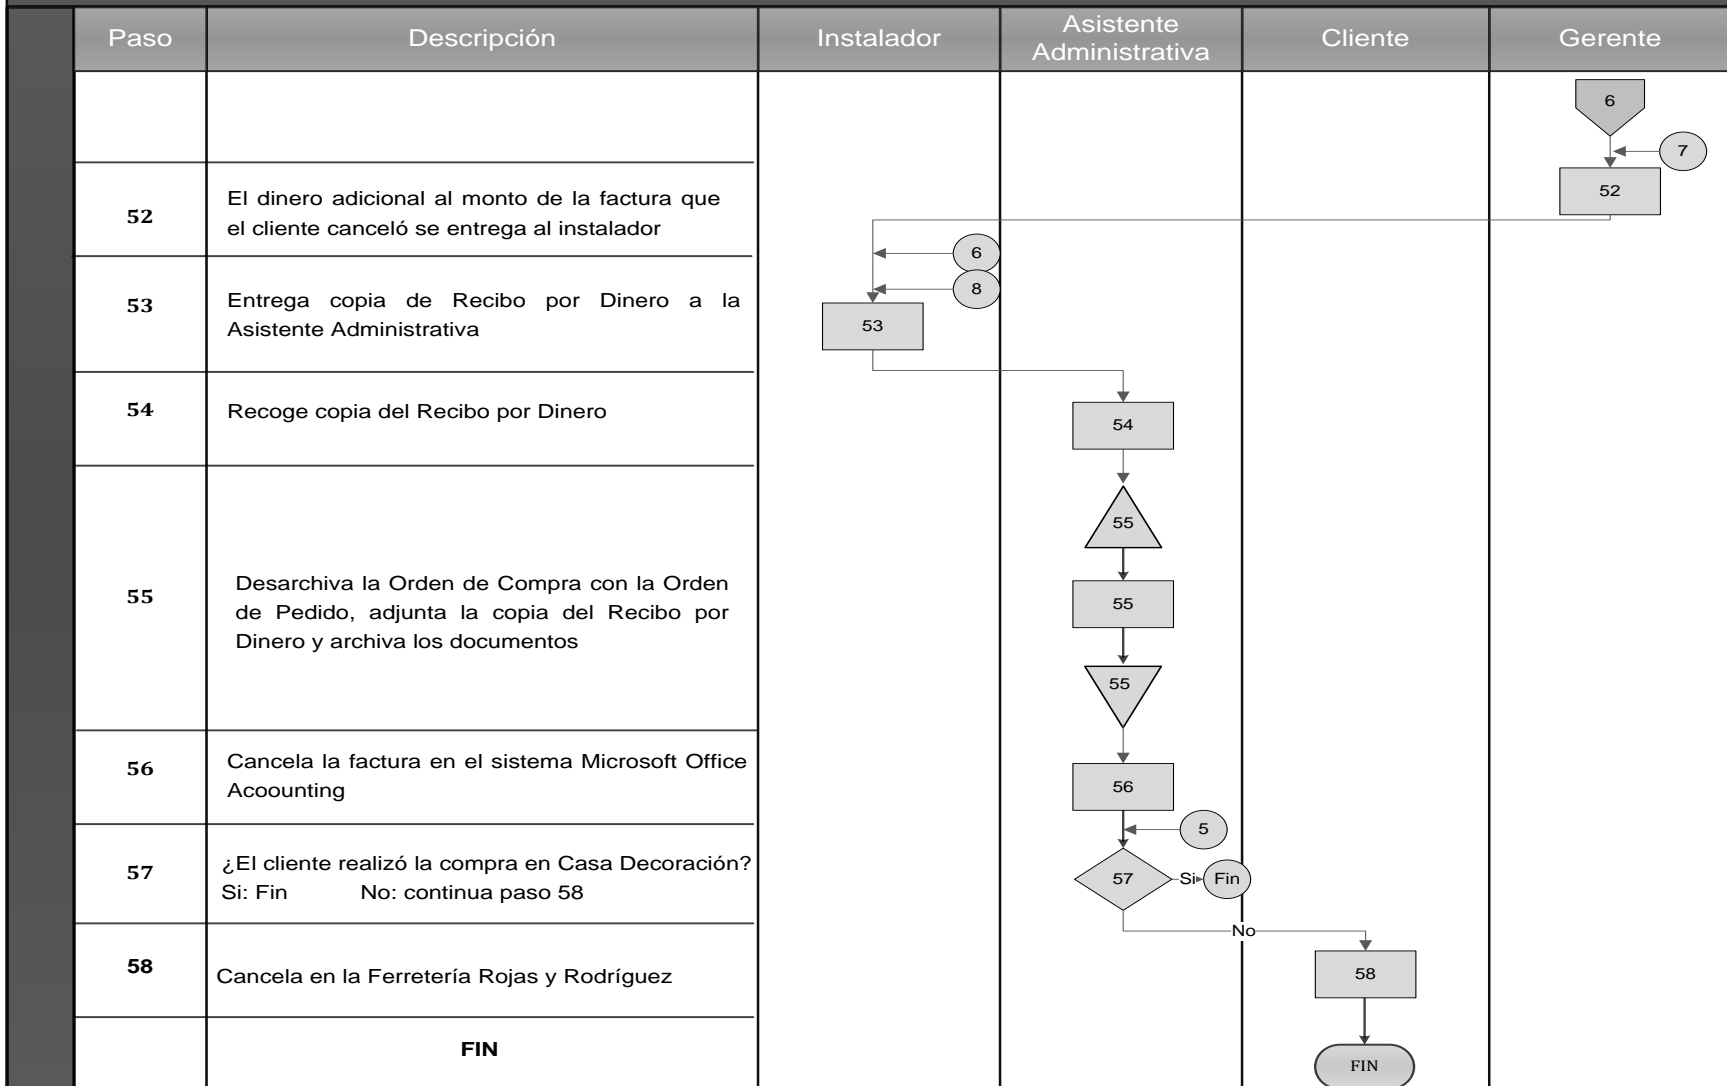 Paso
Descripción
Instalador
Asistente
Administrativa
Cliente
Gerente
6
7
52
El dinero adicional al monto de la factura que
el cliente canceló se entrega al instalador
52
6
8
53
Entrega copia de Recibo por Dinero a la
Asistente Administrativa
53
54
Recoge copia del Recibo por Dinero
54
55
55
Desarchiva la Orden de Compra con la Orden
de Pedido, adjunta la copia del Recibo por
Dinero y archiva los documentos
55
55
56
Cancela la factura en el sistema Microsoft Office
Acoounting
56
5
57
¿El cliente realizó la compra en Casa Decoración?
Si: Fin No: continua paso 58
57
Si
Fin
No
58
Cancela en la Ferretería Rojas y Rodríguez
58
FIN
FIN